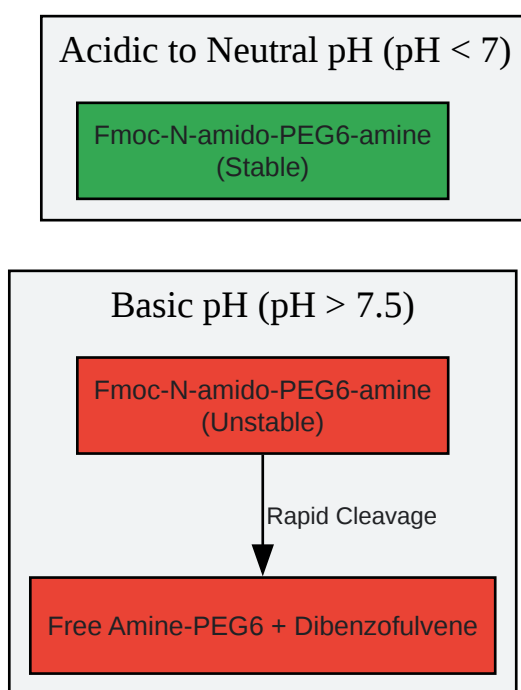 Acidic to Neutral pH (pH < 7)
Fmoc-N-amido-PEG6-amine
(Stable)
Basic pH (pH > 7.5)
Fmoc-N-amido-PEG6-amine
(Unstable)
Rapid Cleavage
Free Amine-PEG6 + Dibenzofulvene